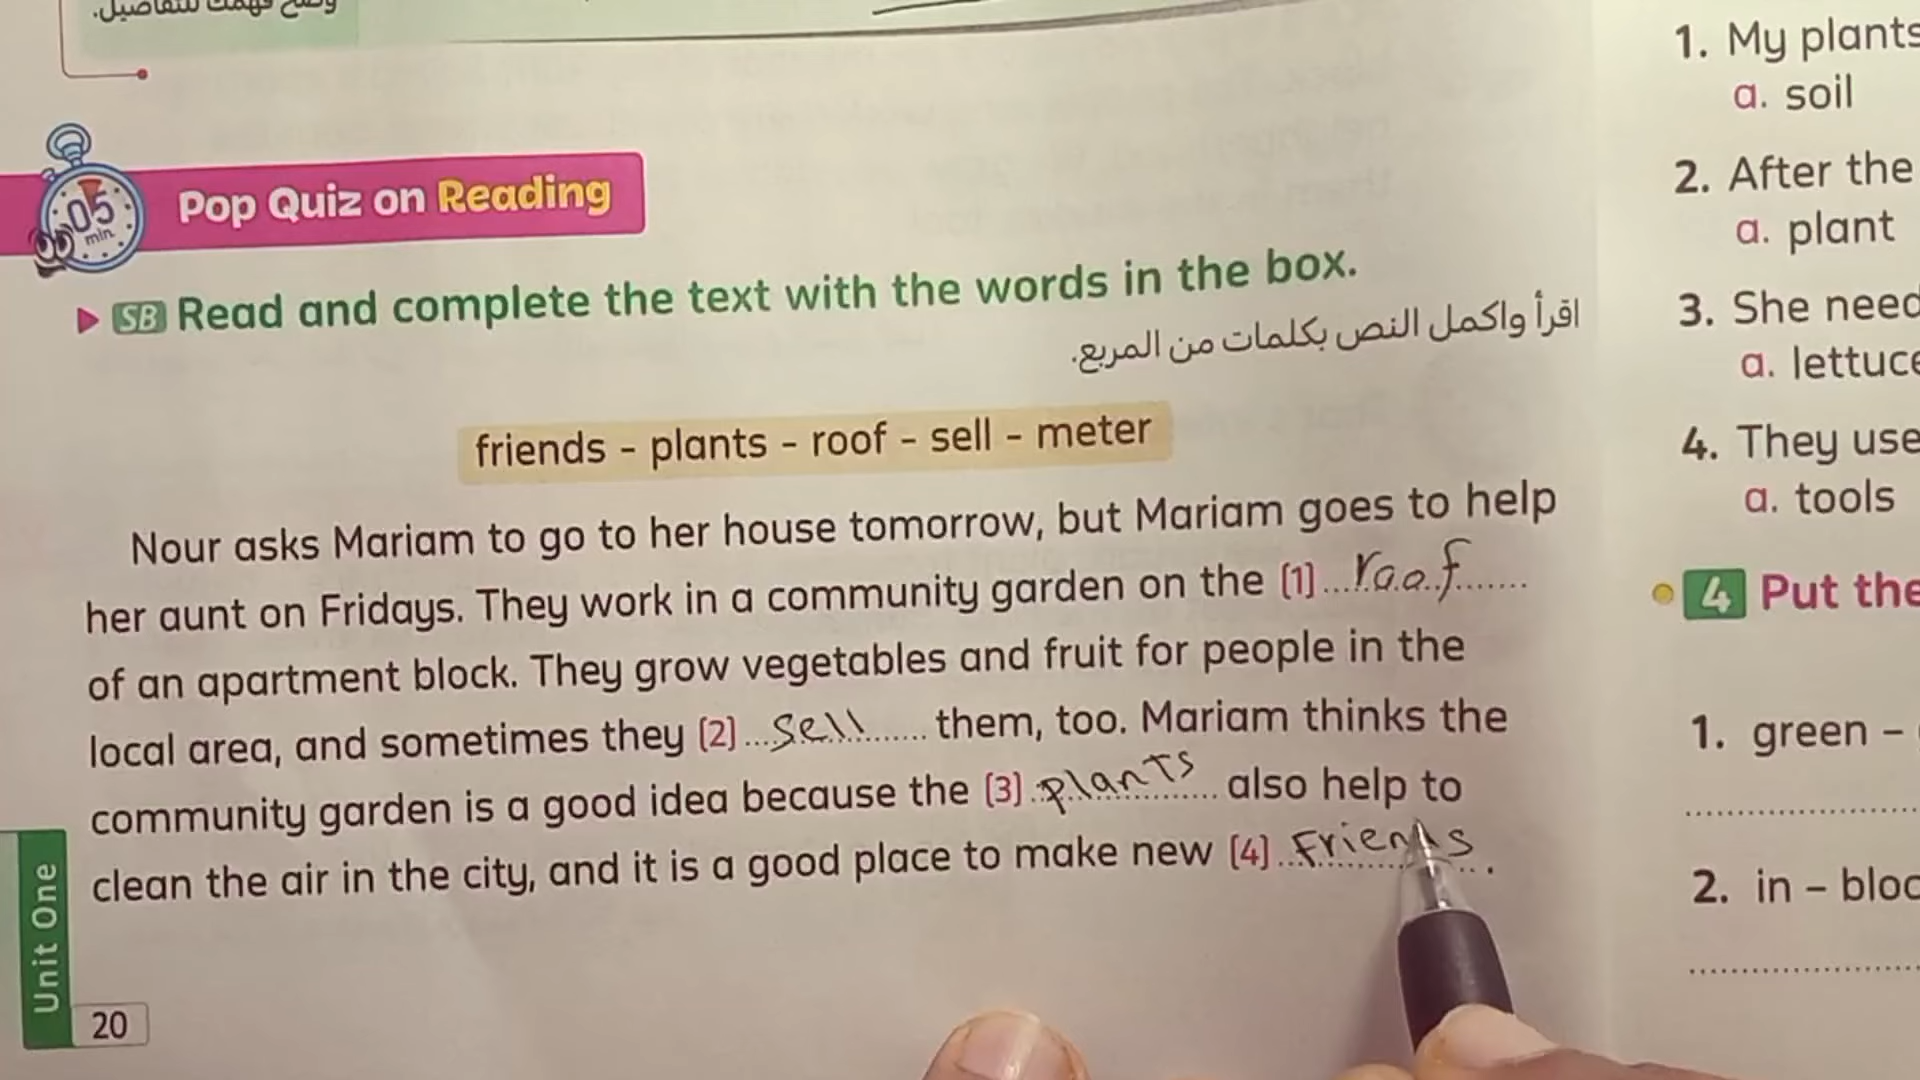 وضح فهمك للتفاصيل.
05
min.
Pop Quiz on Reading
SB Read and complete the text with the words in the box.
اقرأ واكمل النص بكلمات من المربع.
friends - plants - roof - sell - meter
Nour asks Mariam to go to her house tomorrow, but Mariam goes to help
her aunt on Fridays. They work in a community garden on the (1) roof
of an apartment block. They grow vegetables and fruit for people in the
local area, and sometimes they (2) sell them, too. Mariam thinks the
community garden is a good idea because the (3) plants also help to
clean the air in the city, and it is a good place to make new (4) Friends.
Unit One
20
1. My plants
a. soil
2. After the
a. plant
3. She need
a. lettuce
4. They use
a. tools
4 Put the
1. green -
2. in - bloc